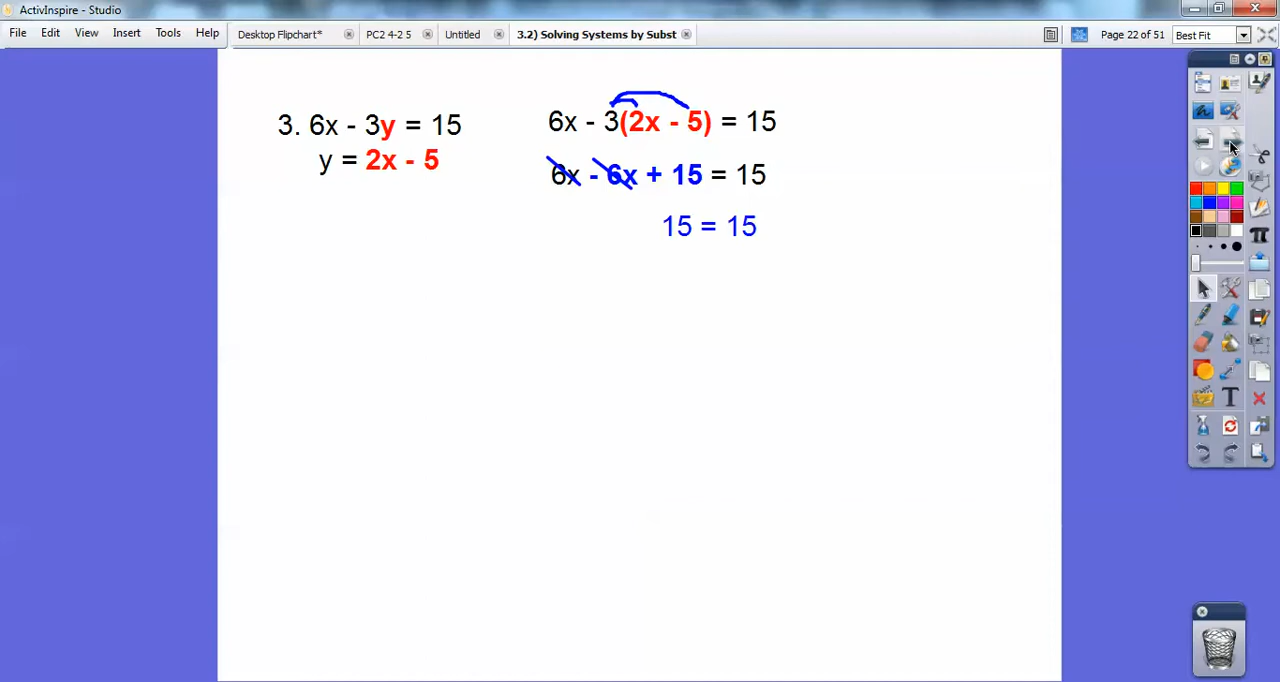 ActivInspire - Studio
File Edit View Insert Tools Help
Desktop Flipchart* PC2 4-2 5 Untitled 3.2) Solving Systems by Subst
Page 22 of 51 Best Fit
3. 6x - 3y = 15
y = 2x - 5
6x - 3(2x - 5) = 15
6x - 6x + 15 = 15
15 = 15